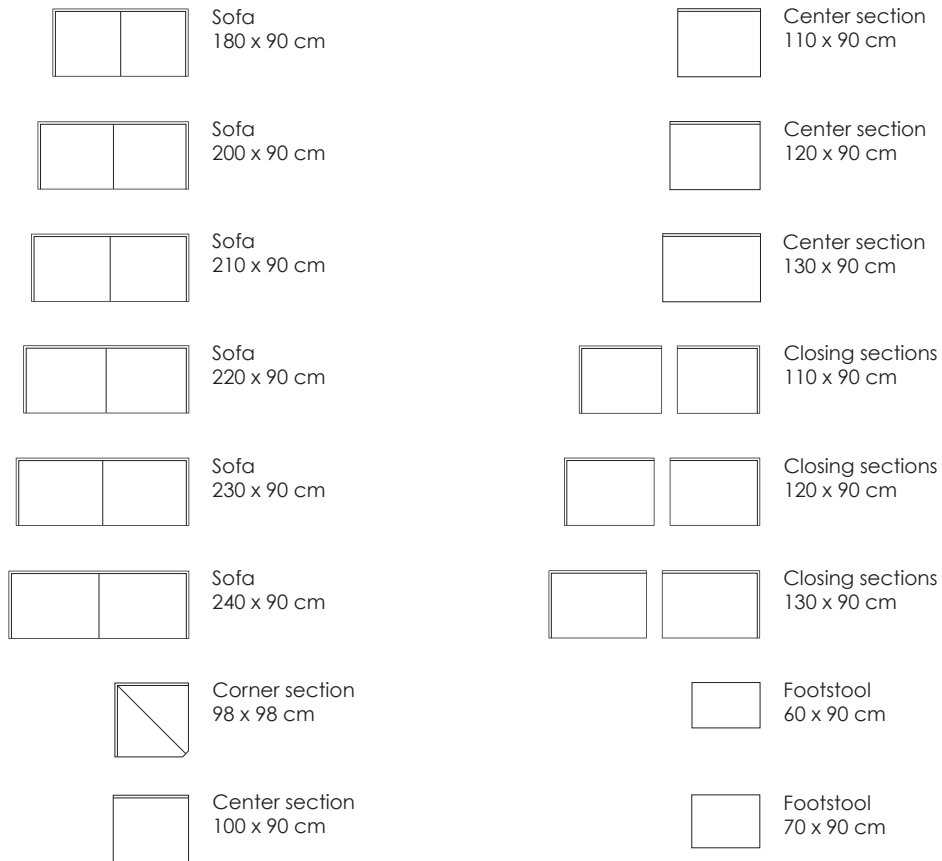 Sofa
180 x 90 cm
Sofa
200 x 90 cm
Sofa
210 x 90 cm
Sofa
220 x 90 cm
Sofa
230 x 90 cm
Sofa
240 x 90 cm
Corner section
98 x 98 cm
Center section
100 x 90 cm
Center section
110 x 90 cm
Center section
120 x 90 cm
Center section
130 x 90 cm
Closing sections
110 x 90 cm
Closing sections
120 x 90 cm
Closing sections
130 x 90 cm
Footstool
60 x 90 cm
Footstool
70 x 90 cm